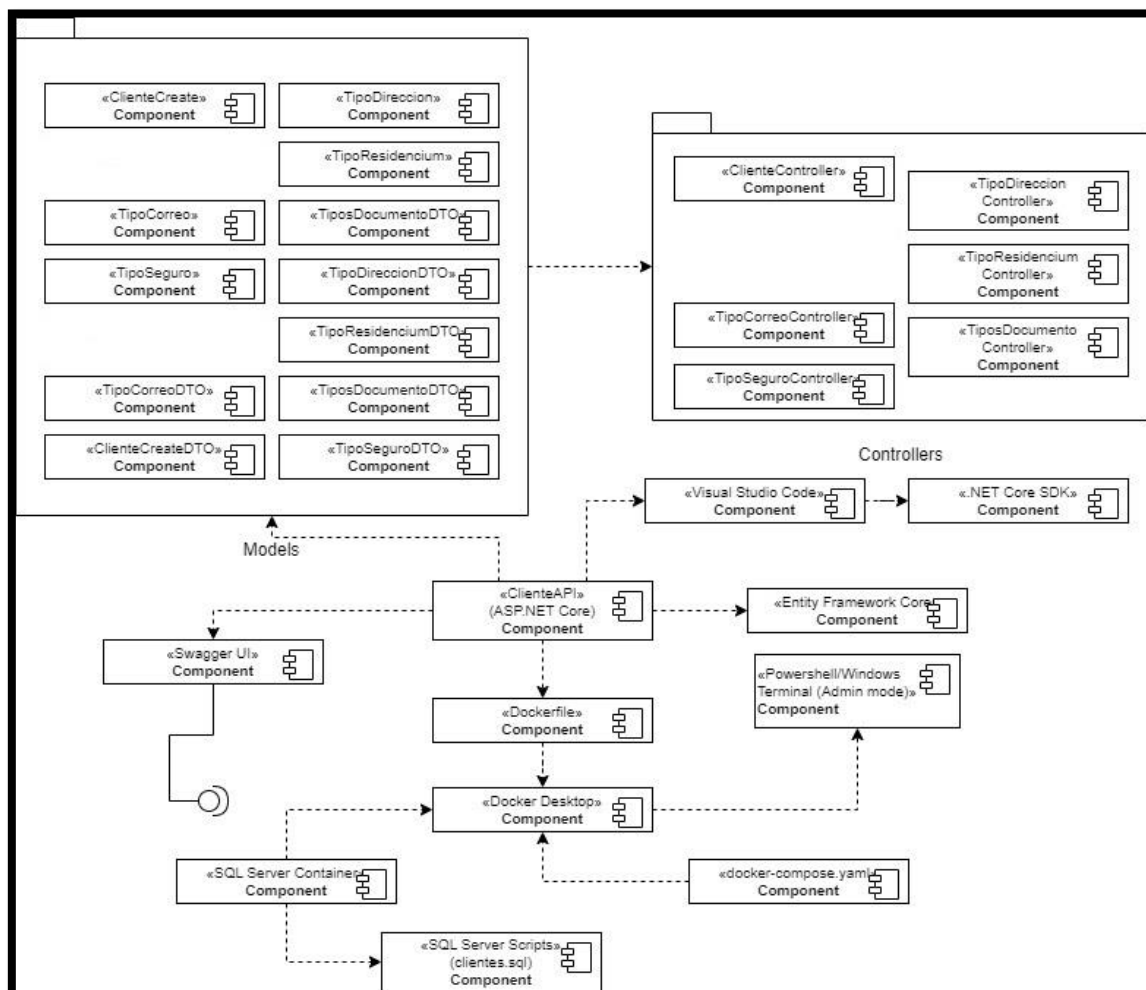 «ClienteCreate»
Component
«TipoDireccion»
Component
«TipoResidencium»
Component
«TipoCorreo»
Component
«TiposDocumentoDTO»
Component
«TipoSeguro»
Component
«TipoDireccionDTO»
Component
«TipoResidenciumDTO»
Component
«TipoCorreoDTO»
Component
«TiposDocumentoDTO»
Component
«ClienteCreateDTO»
Component
«TipoSeguroDTO»
Component
Models
«ClienteController»
Component
«TipoDireccion
Controller»
Component
«TipoResidencium
Controller»
Component
«TipoCorreoController»
Component
«TiposDocumento
Controller»
Component
«TipoSeguroController»
Component
Controllers
«Visual Studio Code»
Component
«.NET Core SDK»
Component
«ClienteAPI»
(ASP.NET Core)
Component
«Entity Framework Core
Component
«Swagger UI»
Component
«Powershell/Windows
Terminal (Admin mode)»
Component
«Dockerfile»
Component
«Docker Desktop»
Component
«SQL Server Container
Component
«docker-compose.yaml»
Component
«SQL Server Scripts»
(clientes.sql)
Component